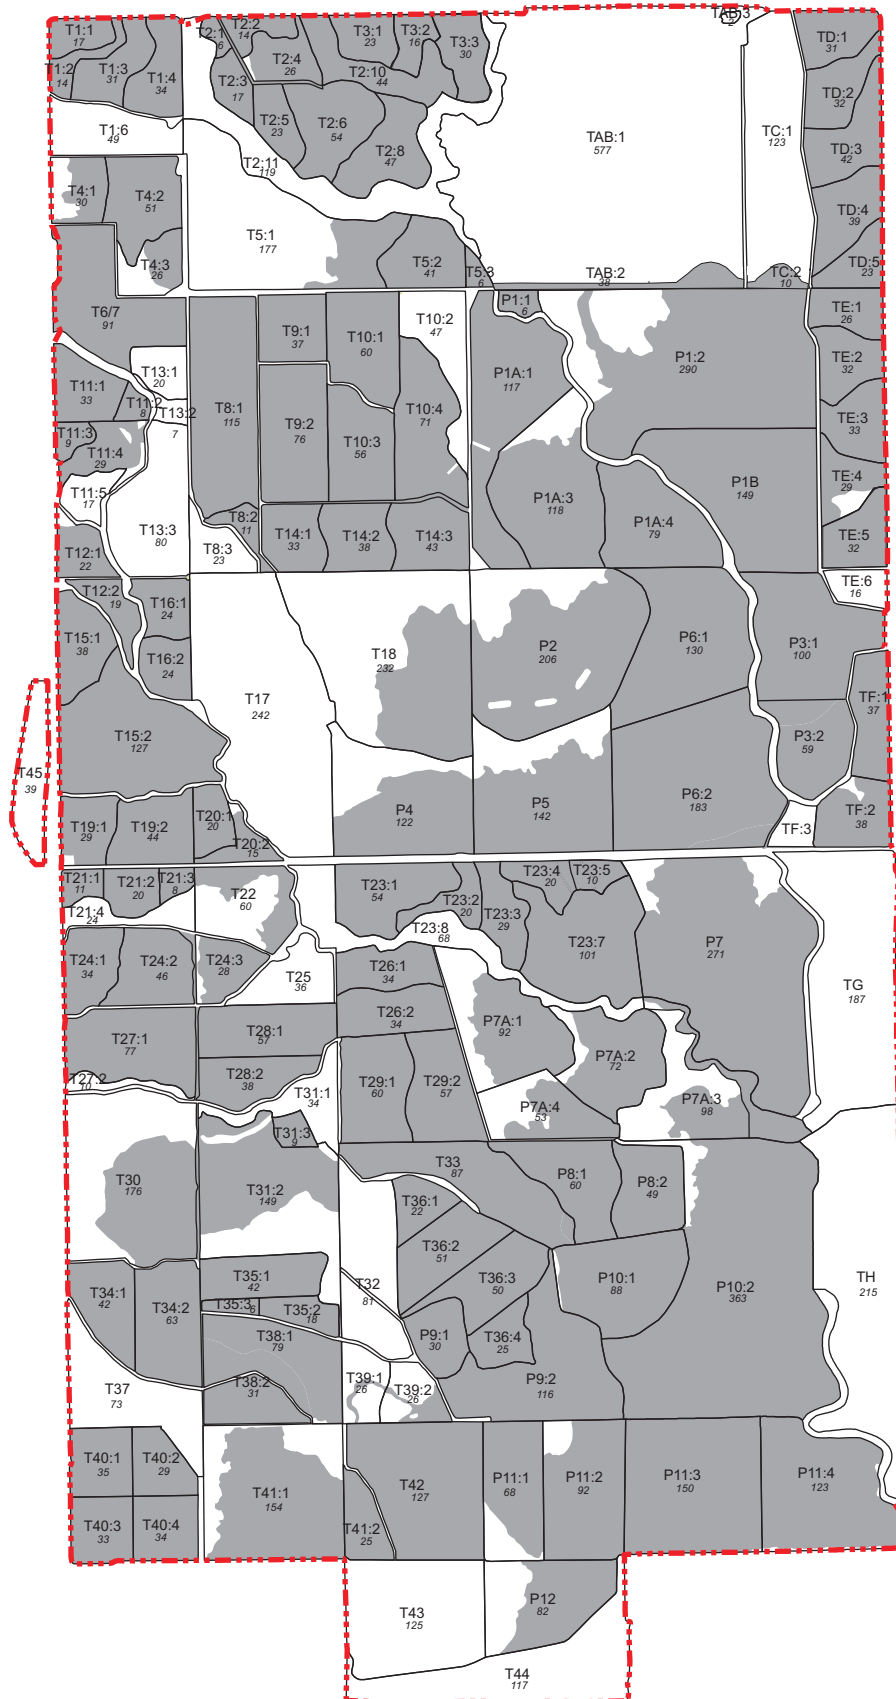 TAB:3
2
T1:1
17
T2:1
6
T2:2
14
T3:1
23
T3:2
16
T3:3
30
TD:1
31
T1:2
14
T1:3
31
T1:4
34
T2:3
17
T2:4
26
T2:10
44
TD:2
32
T1:6
49
T2:5
23
T2:6
54
T2:8
47
TAB:1
577
TC:1
123
TD:3
42
T2:11
119
T4:1
30
T4:2
51
TD:4
39
T5:1
177
T4:3
26
T5:2
41
T5:3
6
TAB:2
38
TC:2
10
TD:5
23
T6/7
91
T9:1
37
T10:1
60
T10:2
47
P1:1
6
TE:1
26
P1:2
290
TE:2
32
T11:1
33
T13:1
20
P1A:1
117
T11:2
8
T13:2
7
T8:1
115
T9:2
76
T10:3
56
T10:4
71
TE:3
33
T11:3
9
T11:4
29
P1B
149
TE:4
29
T11:5
17
P1A:3
118
P1A:4
79
T13:3
80
T8:2
11
T8:3
23
T14:1
33
T14:2
38
T14:3
43
TE:5
32
T12:1
22
TE:6
16
T12:2
19
T16:1
24
T15:1
38
T16:2
24
T18
232
P2
206
P6:1
130
P3:1
100
T17
242
TF:1
37
T15:2
127
P3:2
59
T45
39
T19:1
29
T19:2
44
T20:1
20
T20:2
15
P4
122
P5
142
P6:2
183
TF:3
TF:2
38
T21:1
11
T21:2
20
T21:3
8
T22
60
T23:1
54
T23:2
20
T23:4
20
T23:5
10
T21:4
24
T23:3
29
T23:8
68
T23:7
101
P7
271
T24:1
34
T24:2
46
T24:3
28
T25
36
T26:1
34
TG
187
T26:2
34
P7A:1
92
T27:1
77
T28:1
57
P7A:2
72
T27:2
10
T28:2
38
T31:1
34
T29:1
60
T29:2
57
P7A:4
53
P7A:3
98
T31:3
9
T30
176
T31:2
149
T33
87
P8:1
60
P8:2
49
T36:1
22
T36:2
51
T34:1
42
T34:2
63
T35:1
42
T32
81
T36:3
50
P10:1
88
P10:2
363
TH
215
T35:3
6
T35:2
18
T38:1
79
P9:1
30
T36:4
25
T37
73
T38:2
31
T39:1
26
T39:2
26
P9:2
116
T40:1
35
T40:2
29
T41:1
154
T42
127
P11:1
68
P11:2
92
P11:3
150
P11:4
123
T40:3
33
T40:4
34
T41:2
25
T43
125
P12
82
T44
117